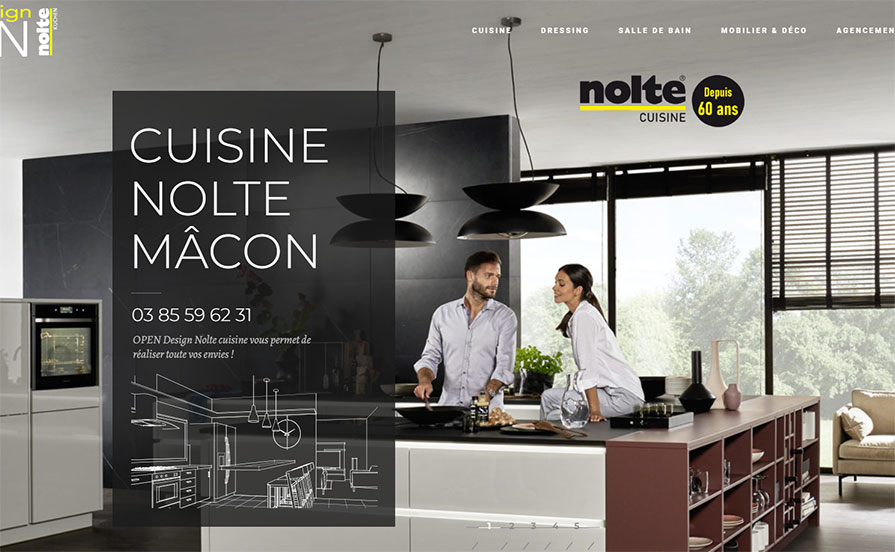 ign
N
nolte
KÜCHEN
CUISINE
DRESSING
SALLE DE BAIN
MOBILIER & DÉCO
AGENCEMEN
nolte®
CUISINE
Depuis
60 ans
CUISINE
NOLTE
MÂCON
03 85 59 62 31
OPEN Design Nolte cuisine vous permet de
réaliser toute vos envies !
1 2 3 4 5